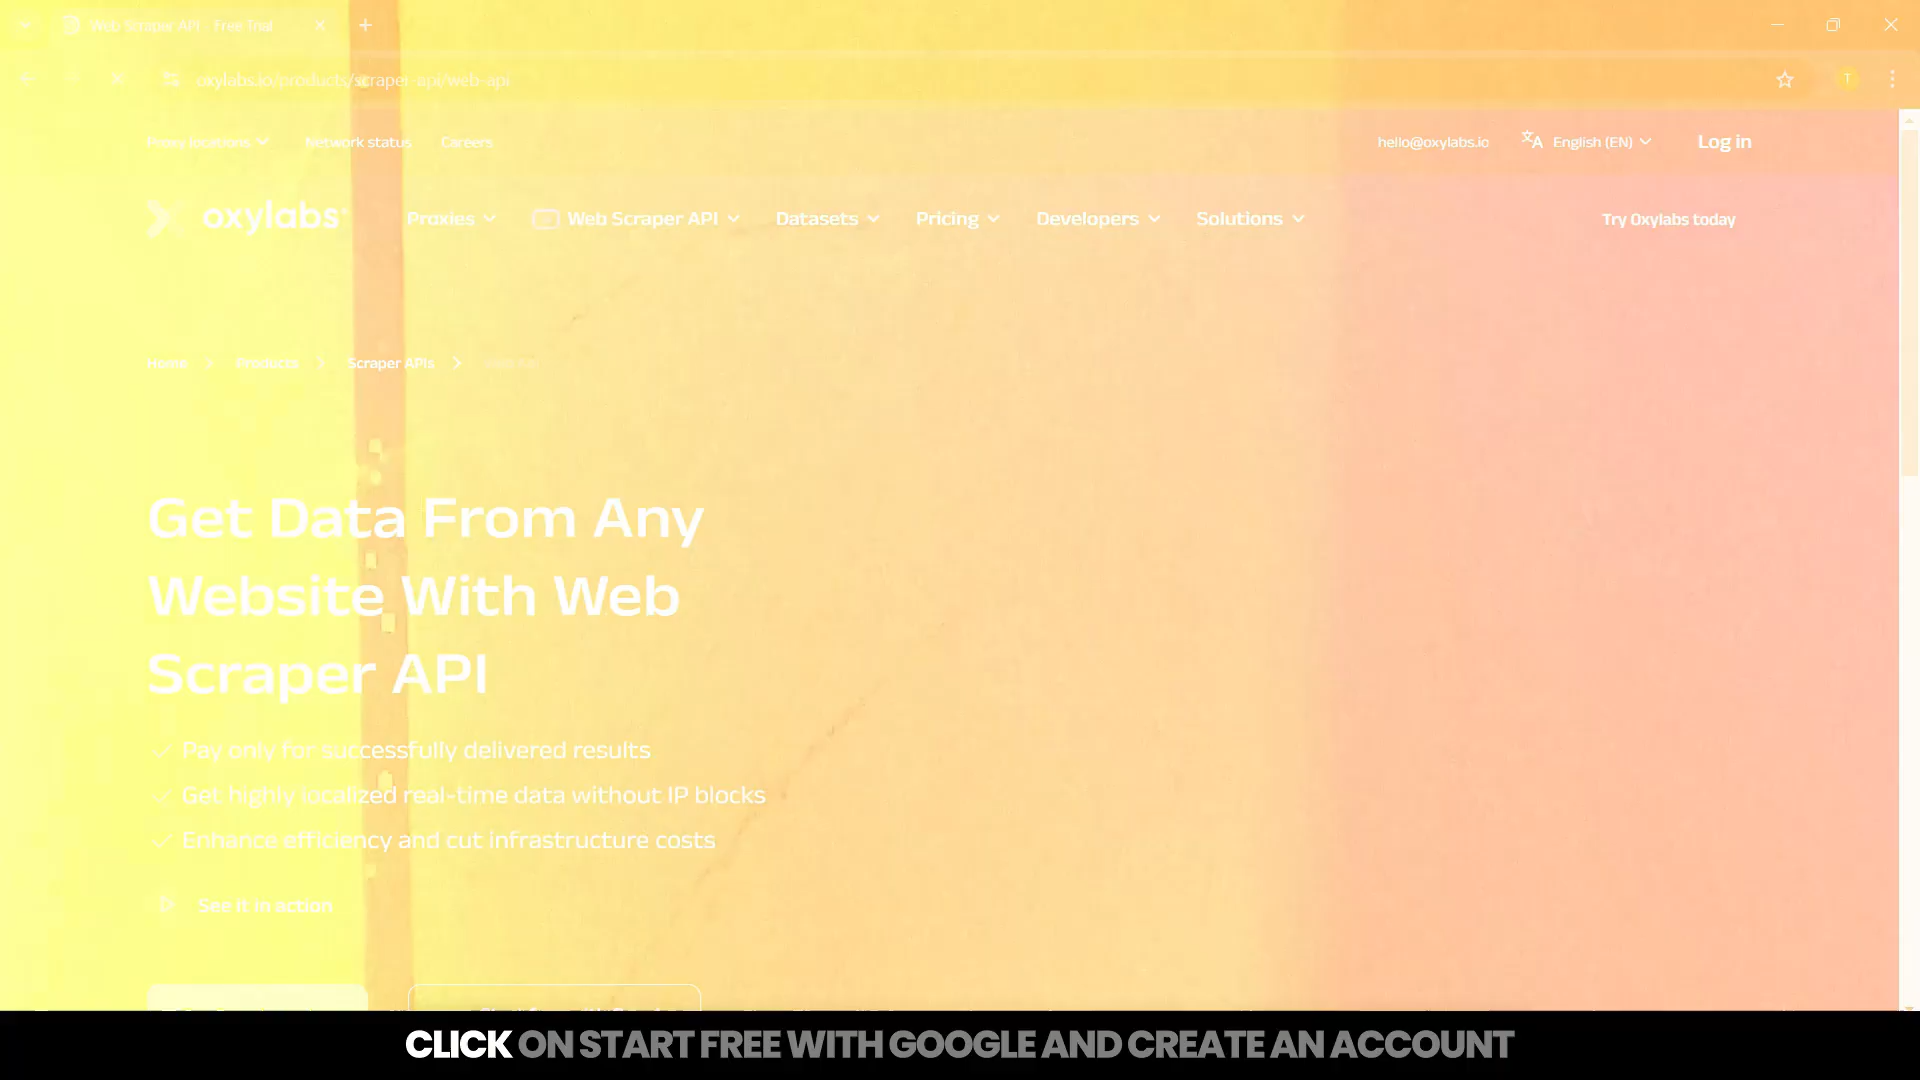 Web Scraper API - Free Trial
oxylabs.io/products/scraper-api/web-api
T
Proxy locations
Network status
Careers
hello@oxylabs.io
English (EN)
Log in
oxylabs
Proxies
Web Scraper API
Datasets
Pricing
Developers
Solutions
Try Oxylabs today
Home
Products
Scraper APIs
Get Data From Any
Website With Web
Scraper API
Pay only for successfully delivered results
Get highly localized real-time data without IP blocks
Enhance efficiency and cut infrastructure costs
See it in action
CLICK ON START FREE WITH GOOGLE AND CREATE AN ACCOUNT